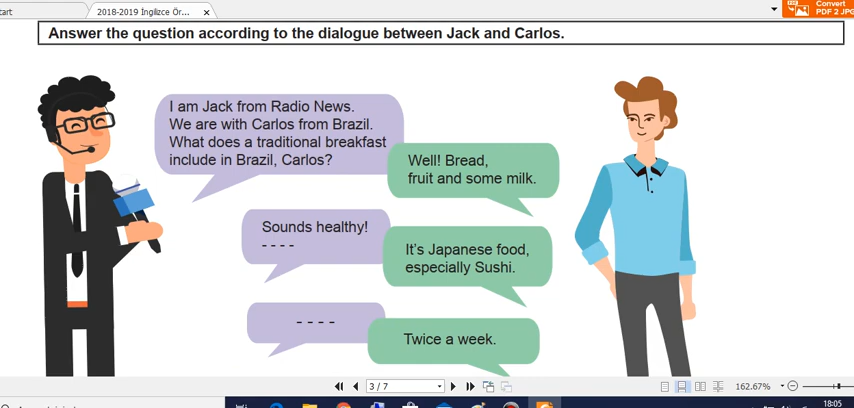 tart
2018-2019 İngilizce Ör...
Convert
PDF 2 JPG
Answer the question according to the dialogue between Jack and Carlos.
I am Jack from Radio News.
We are with Carlos from Brazil.
What does a traditional breakfast
include in Brazil, Carlos?
Well! Bread,
fruit and some milk.
Sounds healthy!
- - - -
It's Japanese food,
especially Sushi.
- - - -
Twice a week.
3 / 7
162.67%
18:05